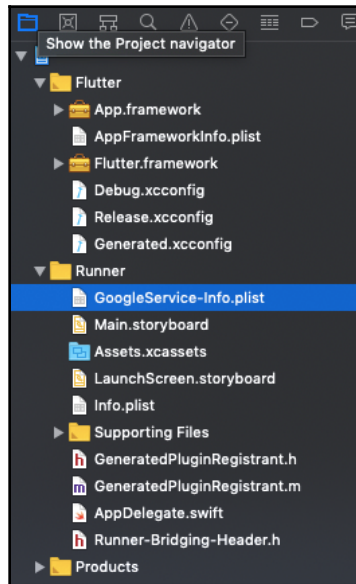 Show the Project navigator
Flutter
App.framework
AppFrameworkInfo.plist
Flutter.framework
Debug.xcconfig
Release.xcconfig
Generated.xcconfig
Runner
GoogleService-Info.plist
Main.storyboard
Assets.xcassets
LaunchScreen.storyboard
Info.plist
Supporting Files
h GeneratedPluginRegistrant.h
m GeneratedPluginRegistrant.m
AppDelegate.swift
h Runner-Bridging-Header.h
Products